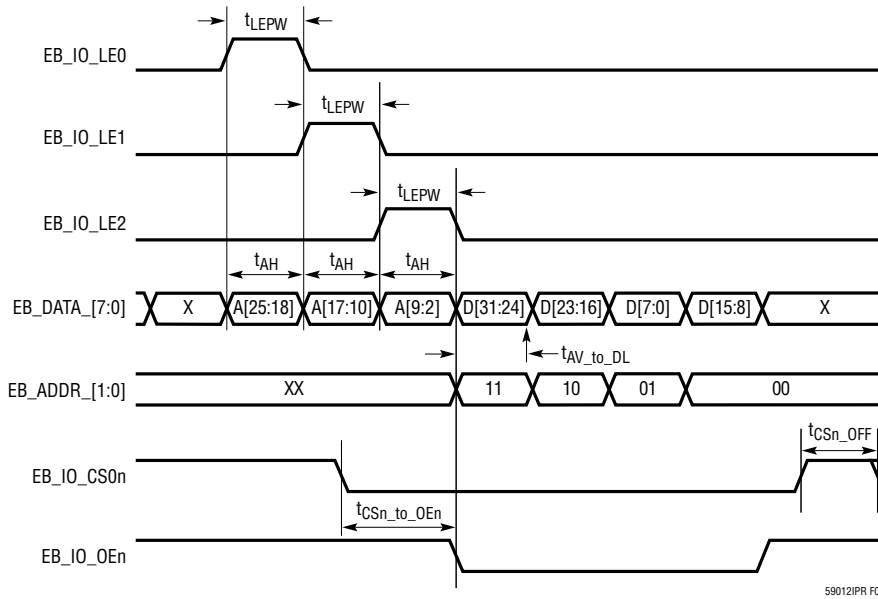 tLEPW
EB_IO_LE0
tLEPW
EB_IO_LE1
tLEPW
EB_IO_LE2
tAH tAH tAH
EB_DATA_[7:0] X A[25:18] A[17:10] A[9:2] D[31:24] D[23:16] D[7:0] D[15:8] X
tAV_to_DL
EB_ADDR_[1:0] XX 11 10 01 00
tCSn_OFF
EB_IO_CS0n
tCSn_to_OEn
EB_IO_OEn
59012IPR F0